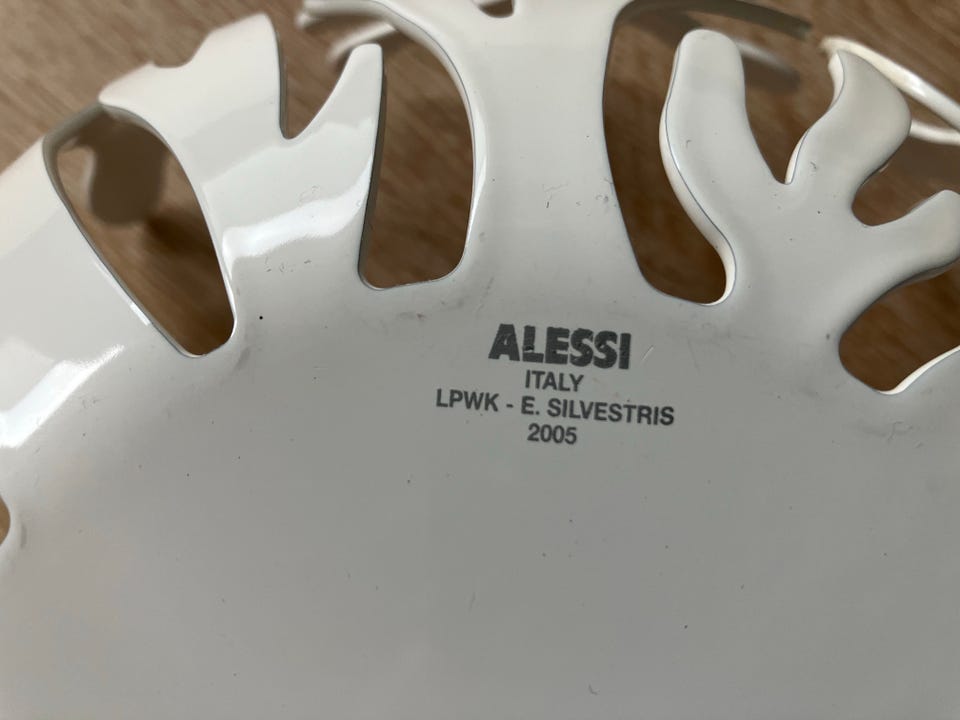 ALESSI
ITALY
LPWK - E. SILVESTRIS
2005